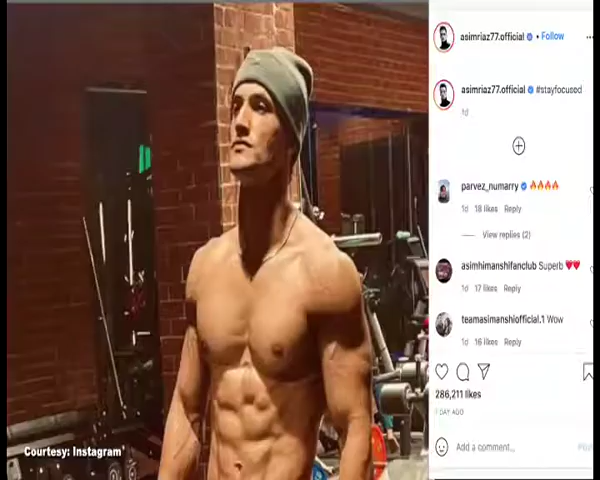 asimriaz77.official • Follow
asimriaz77.official #stayfocused
1d
parvez_numarry 🔥🔥🔥🔥
1d 18 likes Reply
View replies (2)
asimhimanshifanclub Superb ❤️❤️
1d 17 likes Reply
teamasimanshiofficial.1 Wow
1d 16 likes Reply
286,211 likes
1 DAY AGO
Add a comment...
Courtesy: Instagram